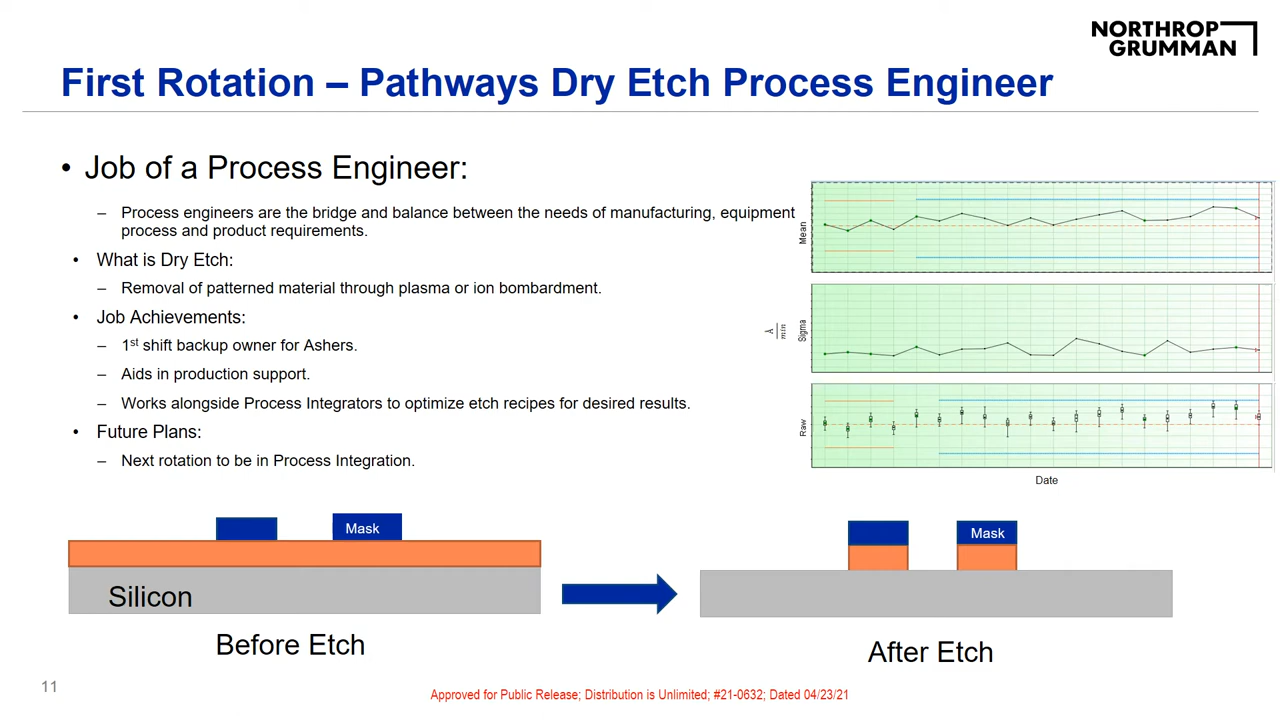 NORTHROP
GRUMMAN
First Rotation – Pathways Dry Etch Process Engineer
• Job of a Process Engineer:
– Process engineers are the bridge and balance between the needs of manufacturing, equipment
process and product requirements.
• What is Dry Etch:
– Removal of patterned material through plasma or ion bombardment.
• Job Achievements:
– 1st shift backup owner for Ashers.
– Aids in production support.
– Works alongside Process Integrators to optimize etch recipes for desired results.
• Future Plans:
– Next rotation to be in Process Integration.
Mean
Å
min
Sigma
Raw
Date
Mask
Silicon
Before Etch
Mask
After Etch
11
Approved for Public Release; Distribution is Unlimited; #21-0632; Dated 04/23/21